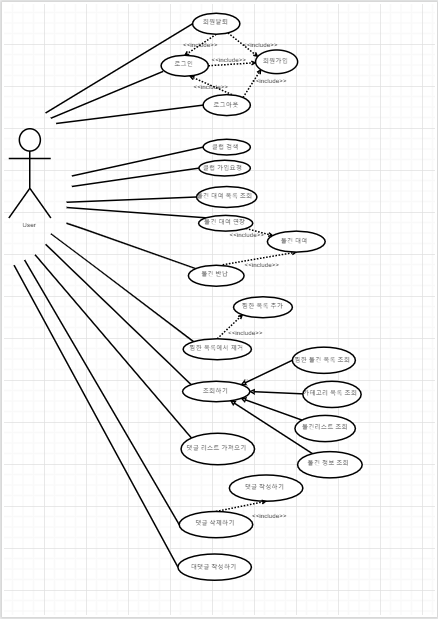 회원탈퇴
<<include>>
<<include>>
로그인
<<include>>
회원가입
<<include>>
<<include>>
로그아웃
클럽 검색
클럽 가입요청
물건 대여 목록 조회
물건 대여 연장
User
<<include>>
물건 대여
<<include>>
물건 반납
찜한 목록 추가
<<include>>
찜한 목록에서 제거
찜한 물건 목록 조회
조회하기
카테고리 목록 조회
물건리스트 조회
댓글 리스트 가져오기
물건 정보 조회
댓글 작성하기
<<include>>
댓글 삭제하기
대댓글 작성하기